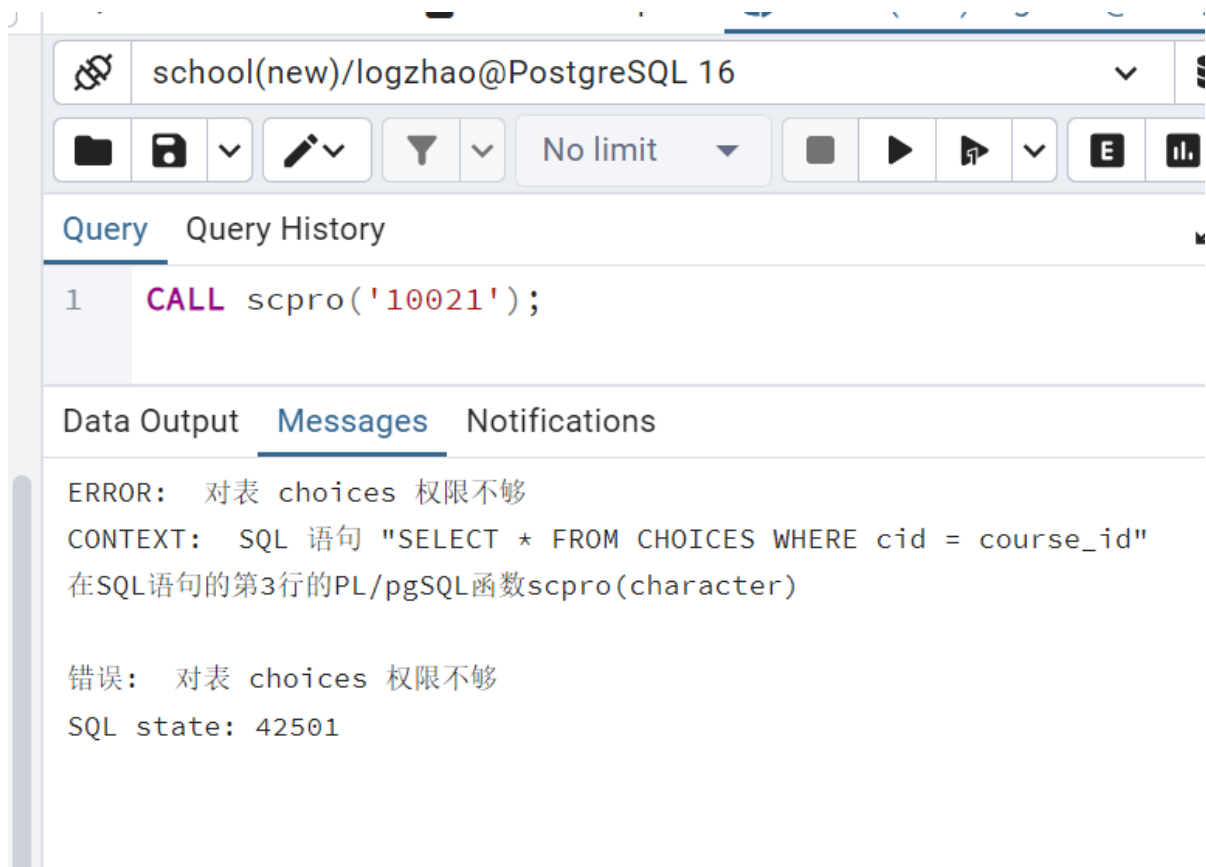 school(new)/logzhao@PostgreSQL 16
No limit
E
Query Query History
1 CALL scpro('10021');
Data Output Messages Notifications
ERROR: 对表 choices 权限不够
CONTEXT: SQL 语句 "SELECT * FROM CHOICES WHERE cid = course_id"
在SQL语句的第3行的PL/pgSQL函数scpro(character)
错误: 对表 choices 权限不够
SQL state: 42501